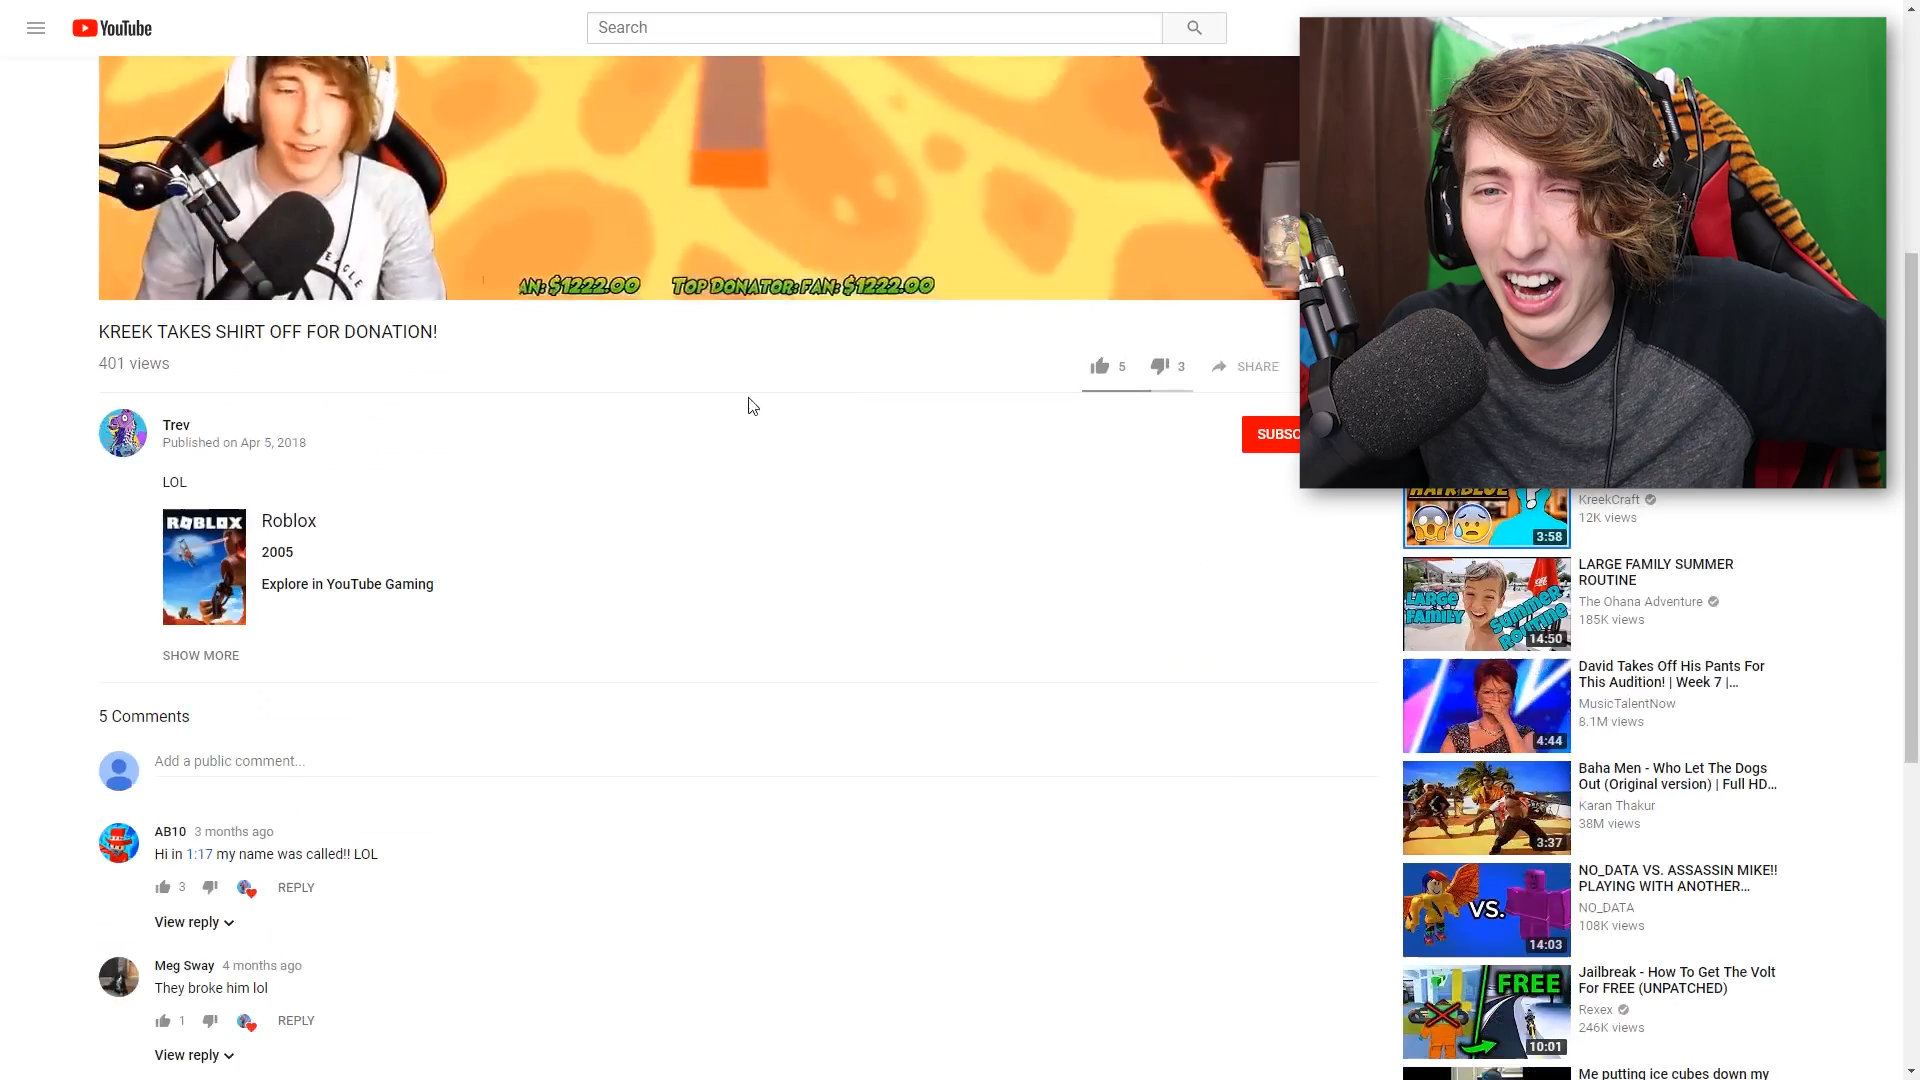 YouTube
Search
EAGLE
AN: $1222.00
TOP DONATOR: FAN: $1222.00
KREEK TAKES SHIRT OFF FOR DONATION!
401 views
5
3
SHARE
Trev
Published on Apr 5, 2018
SUBSC
LOL
ROBLOX
Roblox
2005
Explore in YouTube Gaming
SHOW MORE
5 Comments
Add a public comment...
AB10 3 months ago
Hi in 1:17 my name was called!! LOL
3
REPLY
View reply
Meg Sway 4 months ago
They broke him lol
1
REPLY
View reply
HAIR BLUE
3:58
KreekCraft
12K views
LARGE
FAMILY
SUMMER
ROUTINE
14:50
LARGE FAMILY SUMMER
ROUTINE
The Ohana Adventure
185K views
4:44
David Takes Off His Pants For
This Audition! | Week 7 |...
MusicTalentNow
8.1M views
3:37
Baha Men - Who Let The Dogs
Out (Original version) | Full HD...
Karan Thakur
38M views
VS.
14:03
NO_DATA VS. ASSASSIN MIKE!!
PLAYING WITH ANOTHER...
NO_DATA
108K views
FREE
10:01
Jailbreak - How To Get The Volt
For FREE (UNPATCHED)
Rexex
246K views
Me putting ice cubes down my